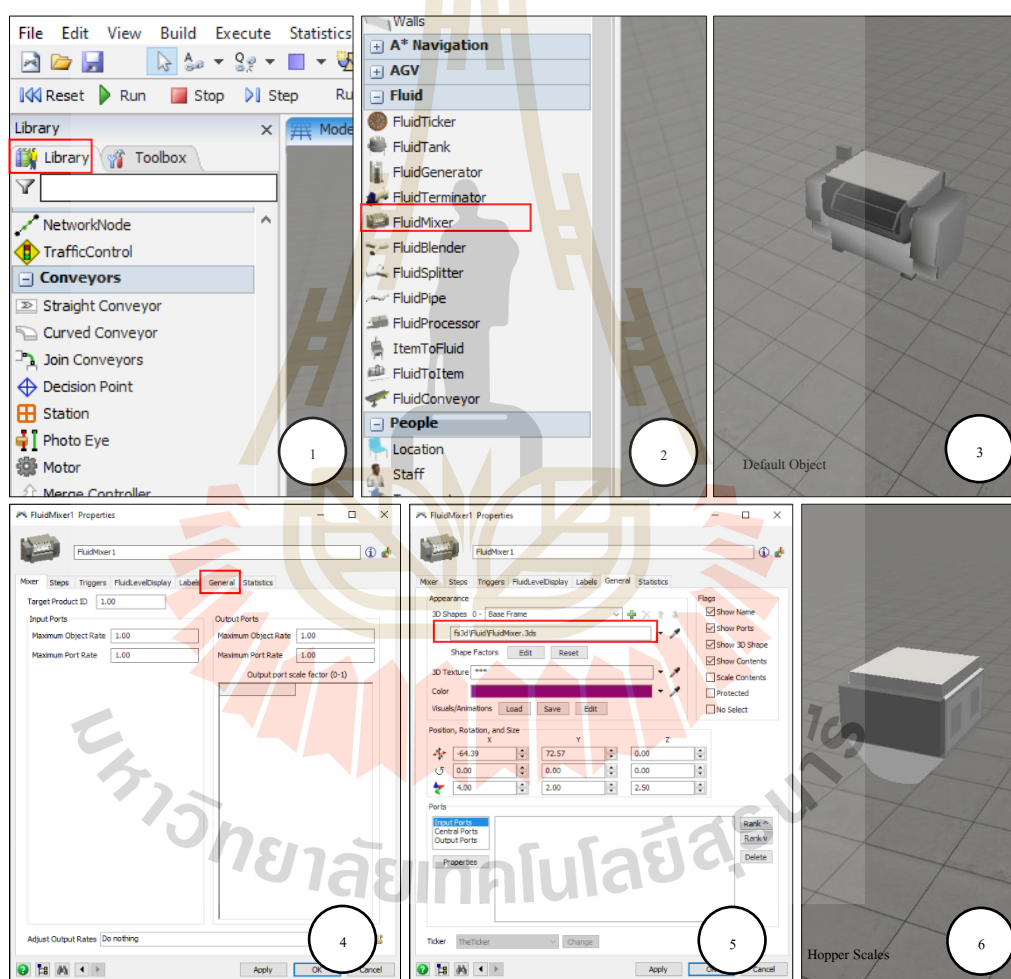 File Edit View Build Execute Statistics
Reset Run Stop Step Ru
Library
Mode
Library Toolbox
NetworkNode
TrafficControl
Conveyors
Straight Conveyor
Curved Conveyor
Join Conveyors
Decision Point
Station
Photo Eye
Motor
Merge Controller
1
Walls
A* Navigation
AGV
Fluid
FluidTicker
FluidTank
FluidGenerator
FluidTerminator
FluidMixer
FluidBlender
FluidSplitter
FluidPipe
FluidProcessor
ItemToFluid
FluidToItem
FluidConveyor
People
Location
Staff
2
Default Object
3
FluidMixer1 Properties
FluidMixer1
Mixer Steps Triggers FluidLevelDisplay Labels General Statistics
Target Product ID 1.00
Input Ports
Output Ports
Maximum Object Rate 1.00
Maximum Object Rate 1.00
Maximum Port Rate 1.00
Maximum Port Rate 1.00
Output port scale factor (0-1)
Adjust Output Rates Do nothing
Apply OK Cancel
4
FluidMixer1 Properties
FluidMixer1
Mixer Steps Triggers FluidLevelDisplay Labels General Statistics
Appearance
Flags
3D Shapes 0 - Base Frame
Show Name
fs3d\Fluid\FluidMixer.3ds
Show Ports
Shape Factors Edit Reset
Show 3D Shape
Show Contents
3D Texture ***
Scale Contents
Color
Protected
Visuals/Animations Load Save Edit
No Select
Position, Rotation, and Size
X Y Z
-64.39 72.57 0.00
0.00 0.00 0.00
4.00 2.00 2.50
Ports
Input Ports
Central Ports
Output Ports
Rank ^
Rank v
Delete
Properties
Ticker TheTicker Change
Apply Cancel
5
Hopper Scales
6
มหาวิทยาลัยเทคโนโลยีสุรนารี